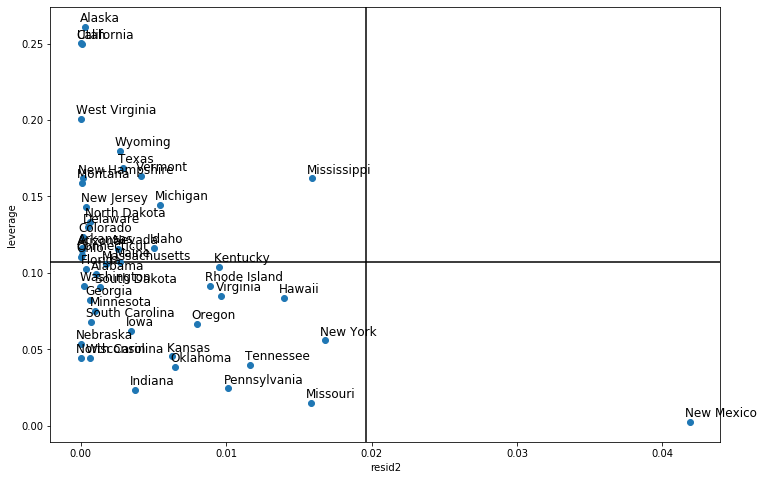 Alaska
Utah
California
0.25
West Virginia
0.20
Wyoming
Texas
New Hampshire
Vermont
Mississippi
Montana
leverage
0.15
New Jersey
Michigan
North Dakota
Delaware
Colorado
Arkansas
Nevada
Idaho
Connecticut
Ohio
Maine
Massachusetts
Florida
Kentucky
0.10
Alabama
Washington
South Dakota
Rhode Island
Georgia
Virginia
Hawaii
Minnesota
South Carolina
Iowa
Oregon
New York
Nebraska
0.05
North Carolina
Wisconsin
Kansas
Oklahoma
Tennessee
Indiana
Pennsylvania
Missouri
New Mexico
0.00
0.00 0.01 0.02 0.03 0.04
resid2